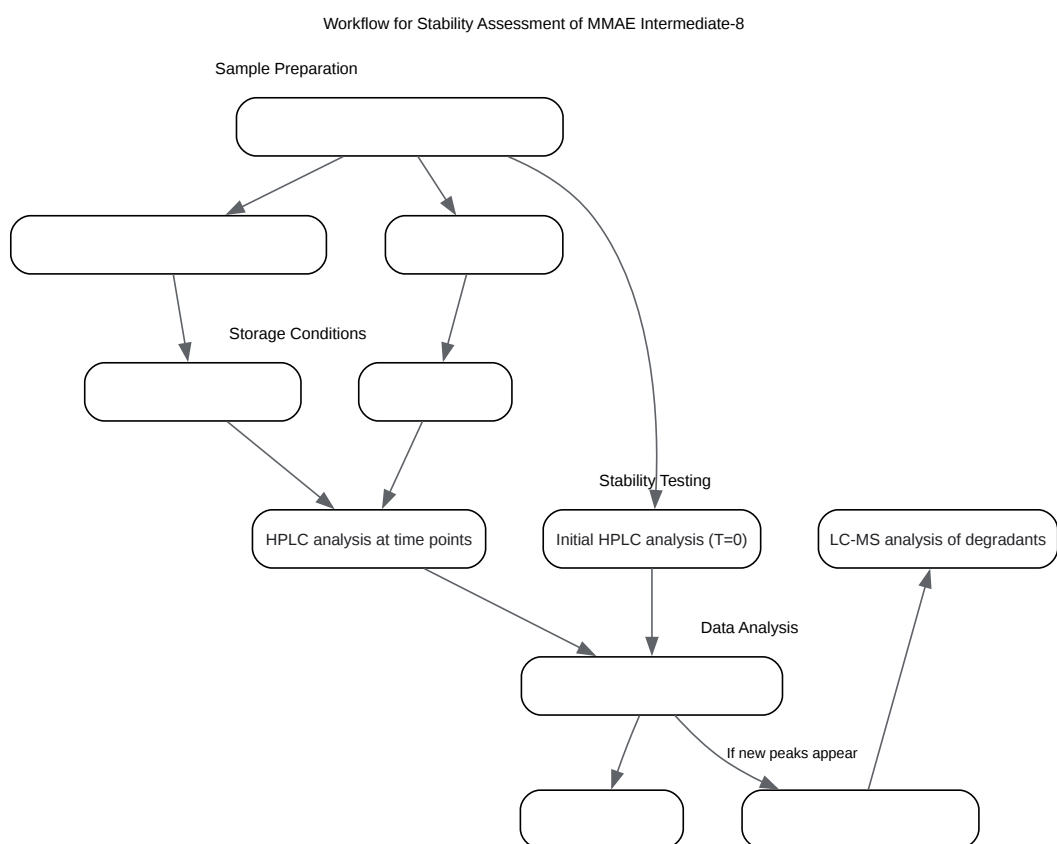 Workflow for Stability Assessment of MMAE Intermediate-8
Sample Preparation
Storage Conditions
Stability Testing
HPLC analysis at time points
Initial HPLC analysis (T=0)
LC-MS analysis of degradants
Data Analysis
If new peaks appear